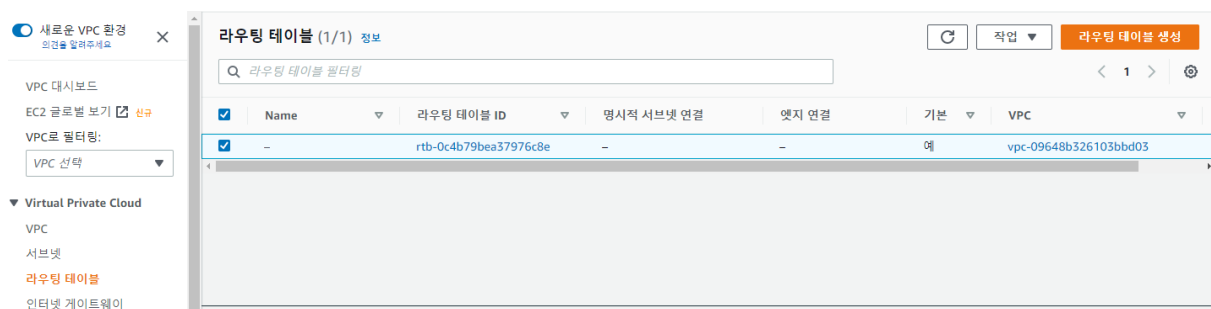 새로운 VPC 환경
의견을 알려주세요
VPC 대시보드
EC2 글로벌 보기 신규
VPC로 필터링:
VPC 선택
Virtual Private Cloud
VPC
서브넷
라우팅 테이블
인터넷 게이트웨이
라우팅 테이블 (1/1) 정보
작업
라우팅 테이블 생성
라우팅 테이블 필터링
1
Name 라우팅 테이블 ID 명시적 서브넷 연결 엣지 연결 기본 VPC
– rtb-0c4b79bea37976c8e – – 예 vpc-09648b326103bbd03